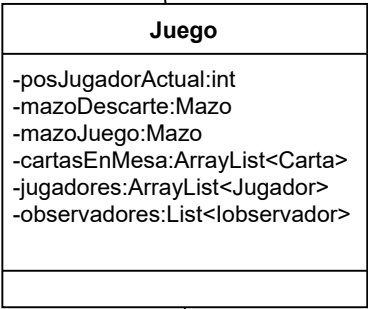 Juego
-posJugadorActual:int
-mazoDescarte:Mazo
-mazoJuego:Mazo
-cartasEnMesa:ArrayList<Carta>
-jugadores:ArrayList<Jugador>
-observadores:List<Iobservador>